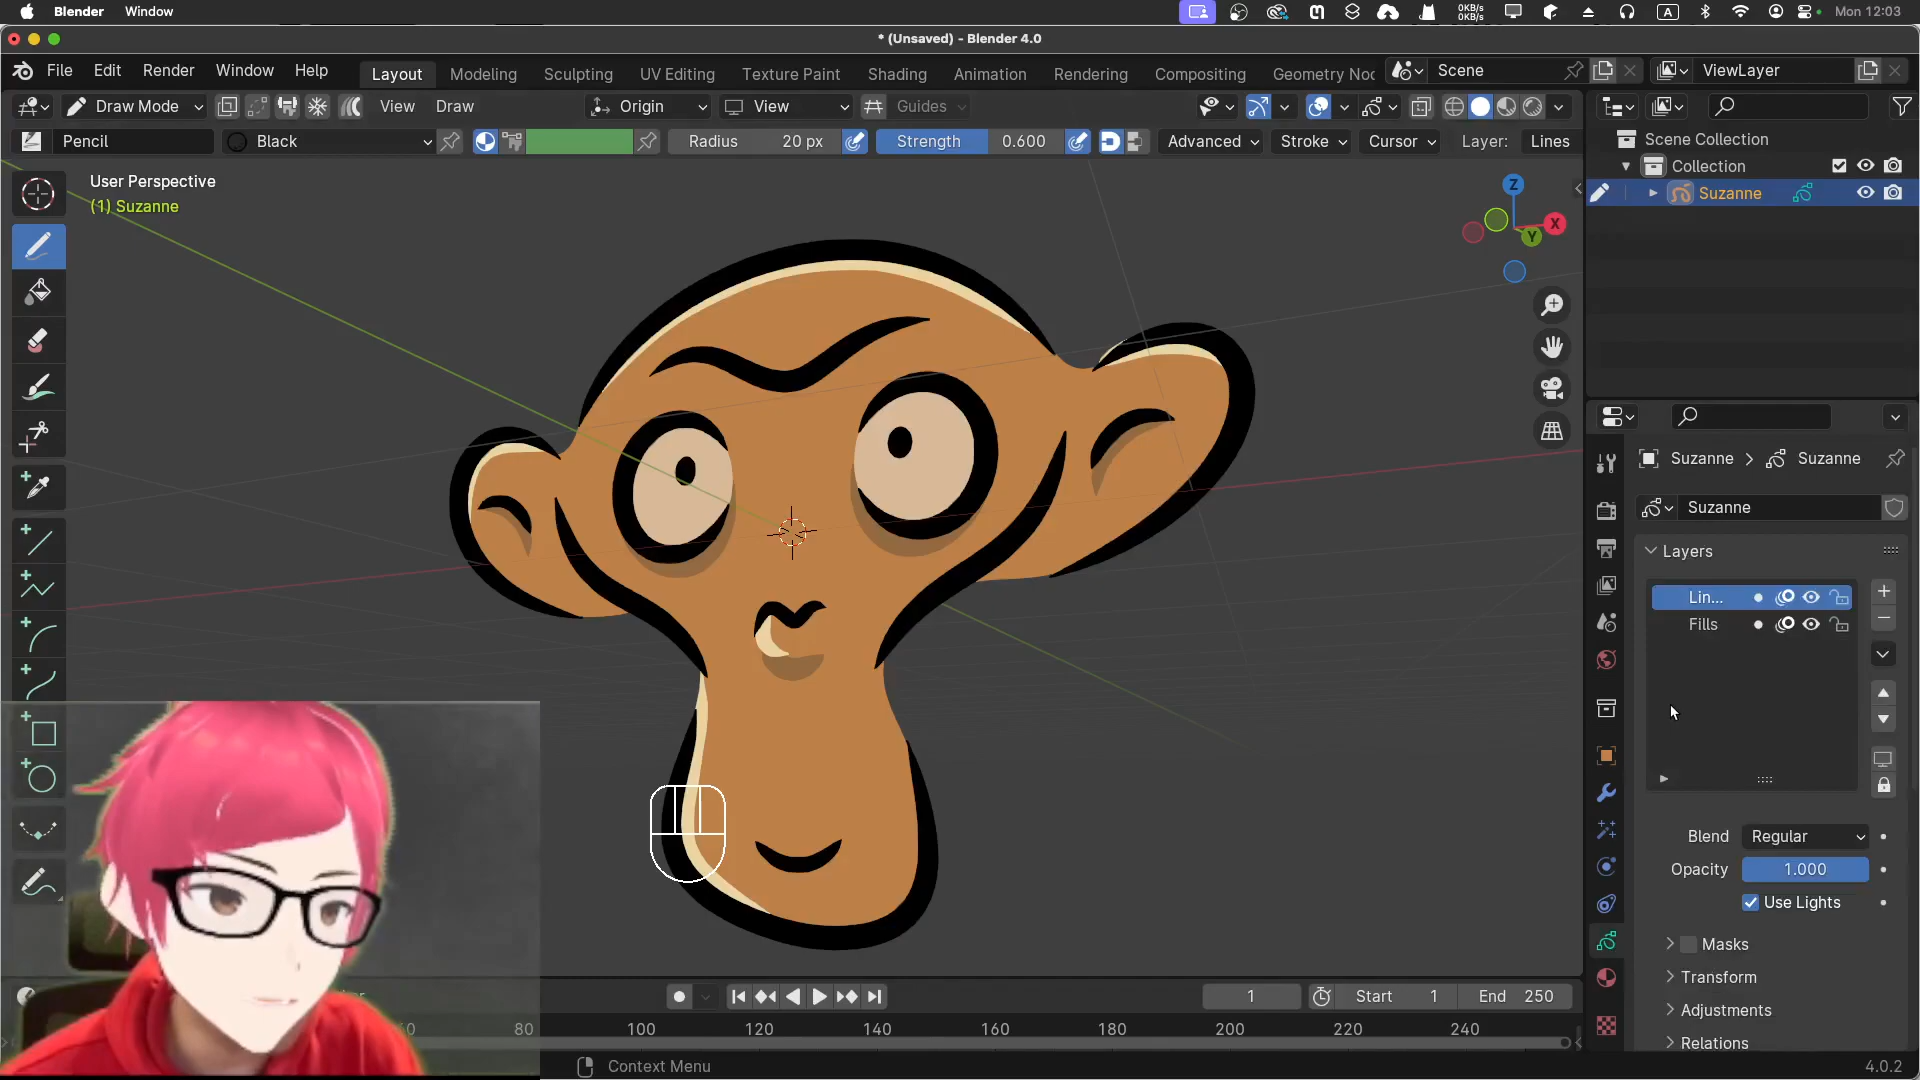 Blender Window 0KB/s 0KB/s A Mon 12:03
* (Unsaved) - Blender 4.0
File Edit Render Window Help Layout Modeling Sculpting UV Editing Texture Paint Shading Animation Rendering Compositing Geometry Noc Scene ViewLayer
Draw Mode View Draw Origin View Guides
Pencil Black Radius 20 px Strength 0.600 Advanced Stroke Cursor Layer: Lines
Scene Collection
Collection
Suzanne
User Perspective
(1) Suzanne
Z
X
Y
Suzanne > Suzanne
Suzanne
Layers
Lin...
Fills
Blend Regular
Opacity 1.000
Use Lights
Masks
Transform
Adjustments
Relations
1 Start 1 End 250
80 100 120 140 160 180 200 220 240
Context Menu
4.0.2